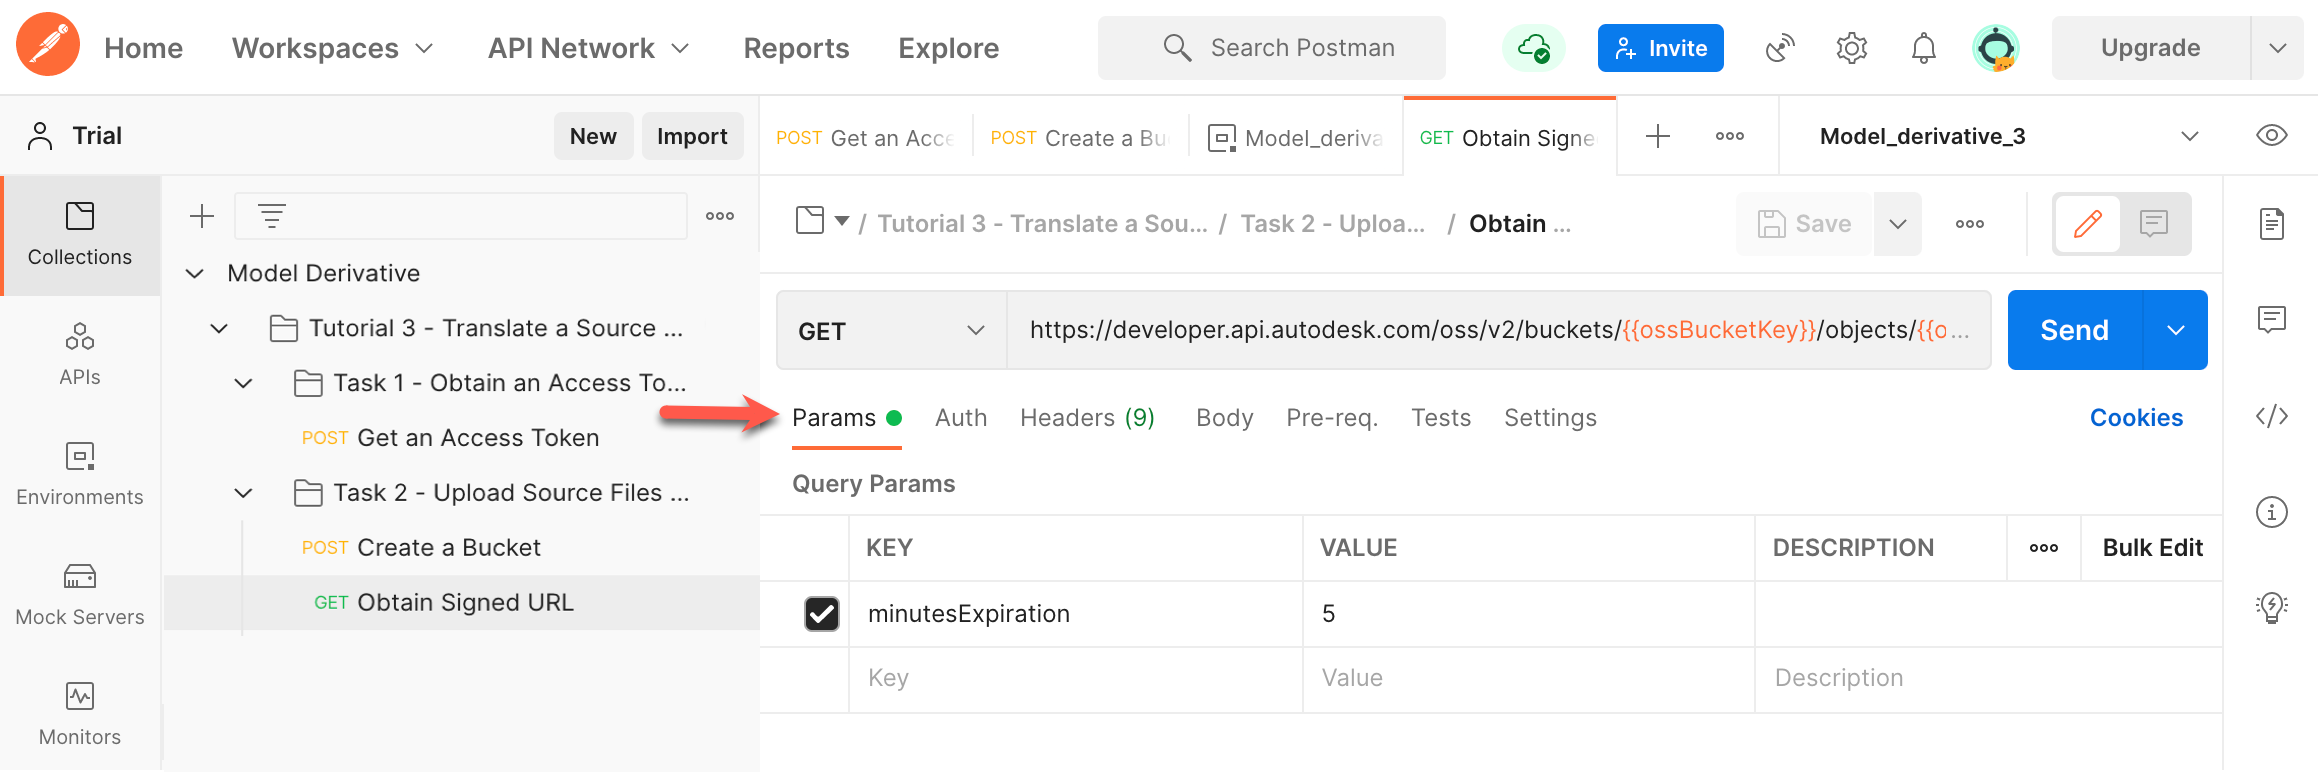 Home Workspaces API Network Reports Explore Search Postman Invite Upgrade
Trial New Import
POST Get an Acce POST Create a Bu Model_deriva GET Obtain Signe Model_derivative_3
Collections
APIs
Environments
Mock Servers
Monitors
Model Derivative
Tutorial 3 - Translate a Source ...
Task 1 - Obtain an Access To...
POST Get an Access Token
Task 2 - Upload Source Files ...
POST Create a Bucket
GET Obtain Signed URL
/ Tutorial 3 - Translate a Sou... / Task 2 - Uploa... / Obtain ... Save
GET https://developer.api.autodesk.com/oss/v2/buckets/{{ossBucketKey}}/objects/{{o... Send
Params Auth Headers (9) Body Pre-req. Tests Settings Cookies
Query Params
KEY VALUE DESCRIPTION Bulk Edit
minutesExpiration 5
Key Value Description